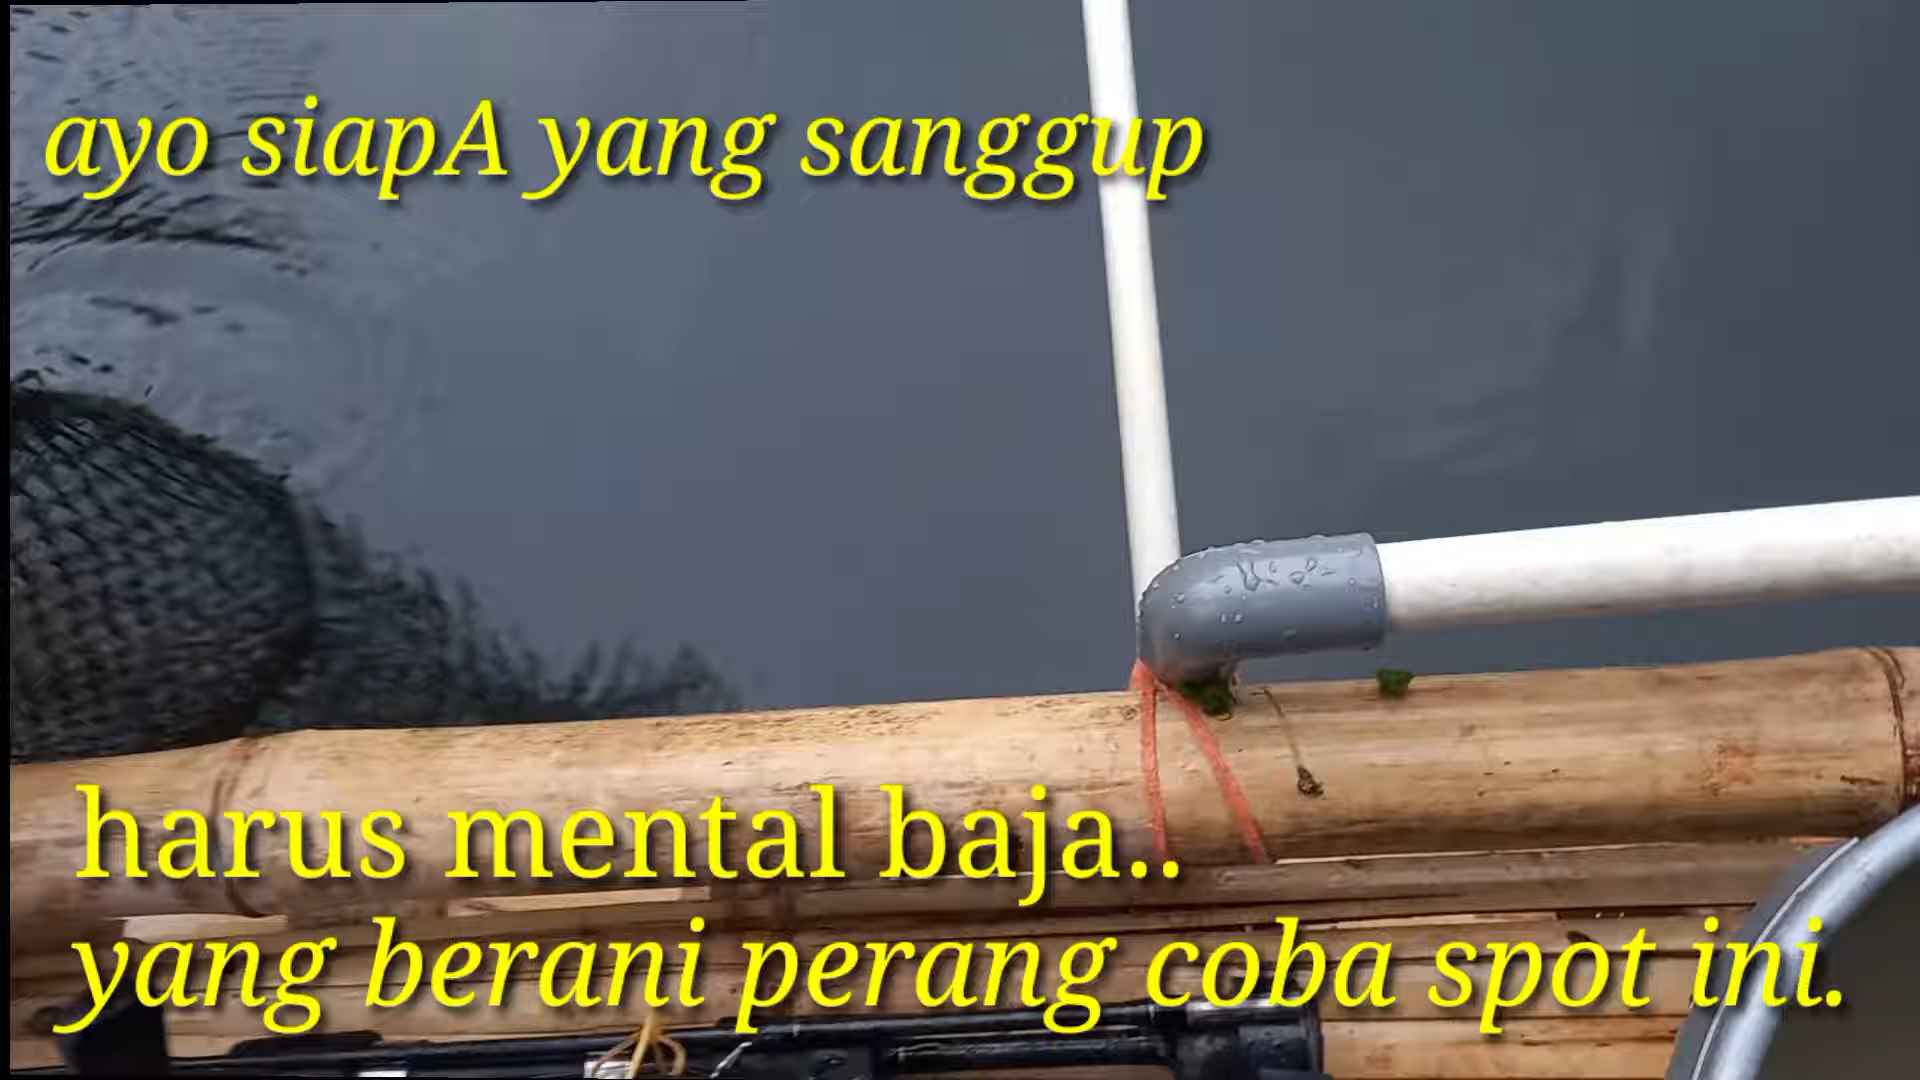 ayo siapA yang sanggup
harus mental baja..
yang berani perang coba spot ini.